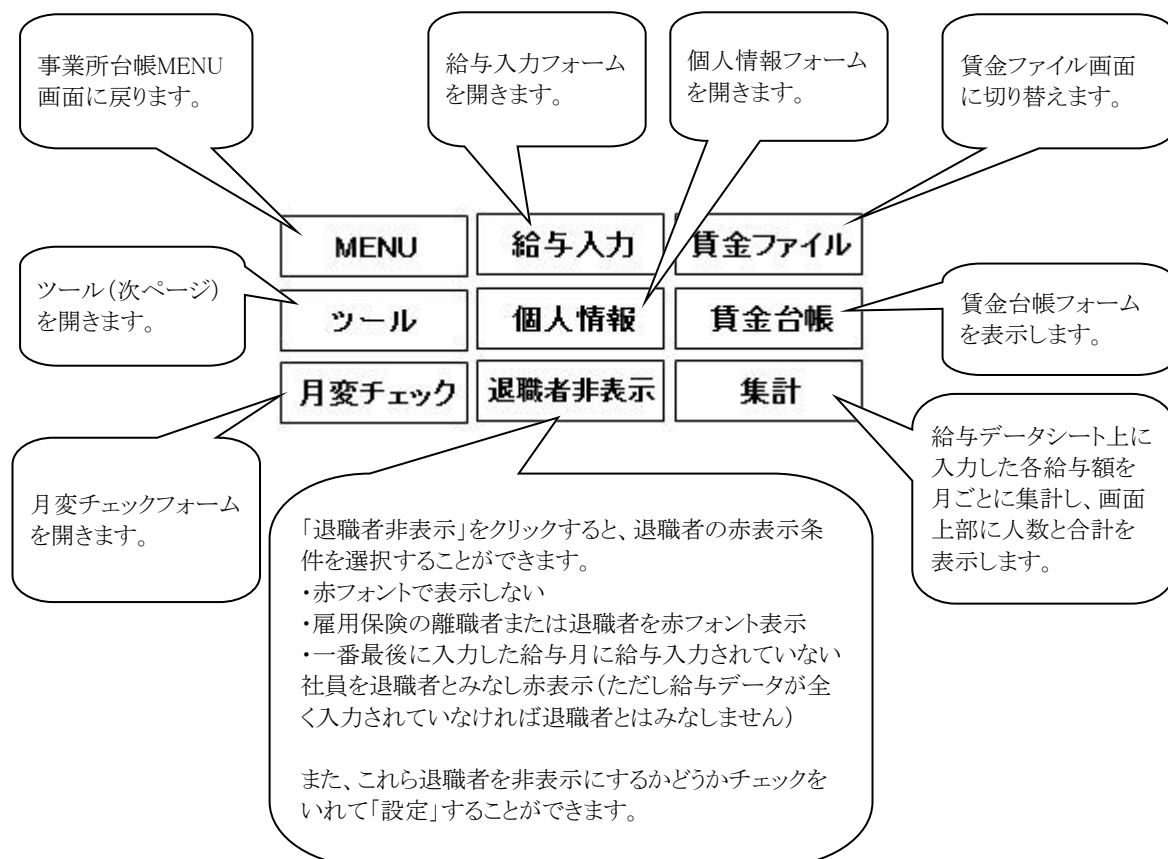 事業所台帳MENU
画面に戻ります。
給与入力フォーム
を開きます。
個人情報フォーム
を開きます。
賃金ファイル画面
に切り替えます。
MENU
給与入力
賃金ファイル
ツール(次ページ)
を開きます。
ツール
個人情報
賃金台帳
賃金台帳フォーム
を表示します。
月変チェック
退職者非表示
集計
月変チェックフォーム
を開きます。
「退職者非表示」をクリックすると、退職者の赤表示条
件を選択することができます。
・赤フォントで表示しない
・雇用保険の離職者または退職者を赤フォント表示
・一番最後に入力した給与月に給与入力されていない
社員を退職者とみなし赤表示(ただし給与データが全
く入力されていなければ退職者とはみなしません)
また、これら退職者を非表示にするかどうかチェックを
いれて「設定」することができます。
給与データシート上に
入力した各給与額を
月ごとに集計し、画面
上部に人数と合計を
表示します。